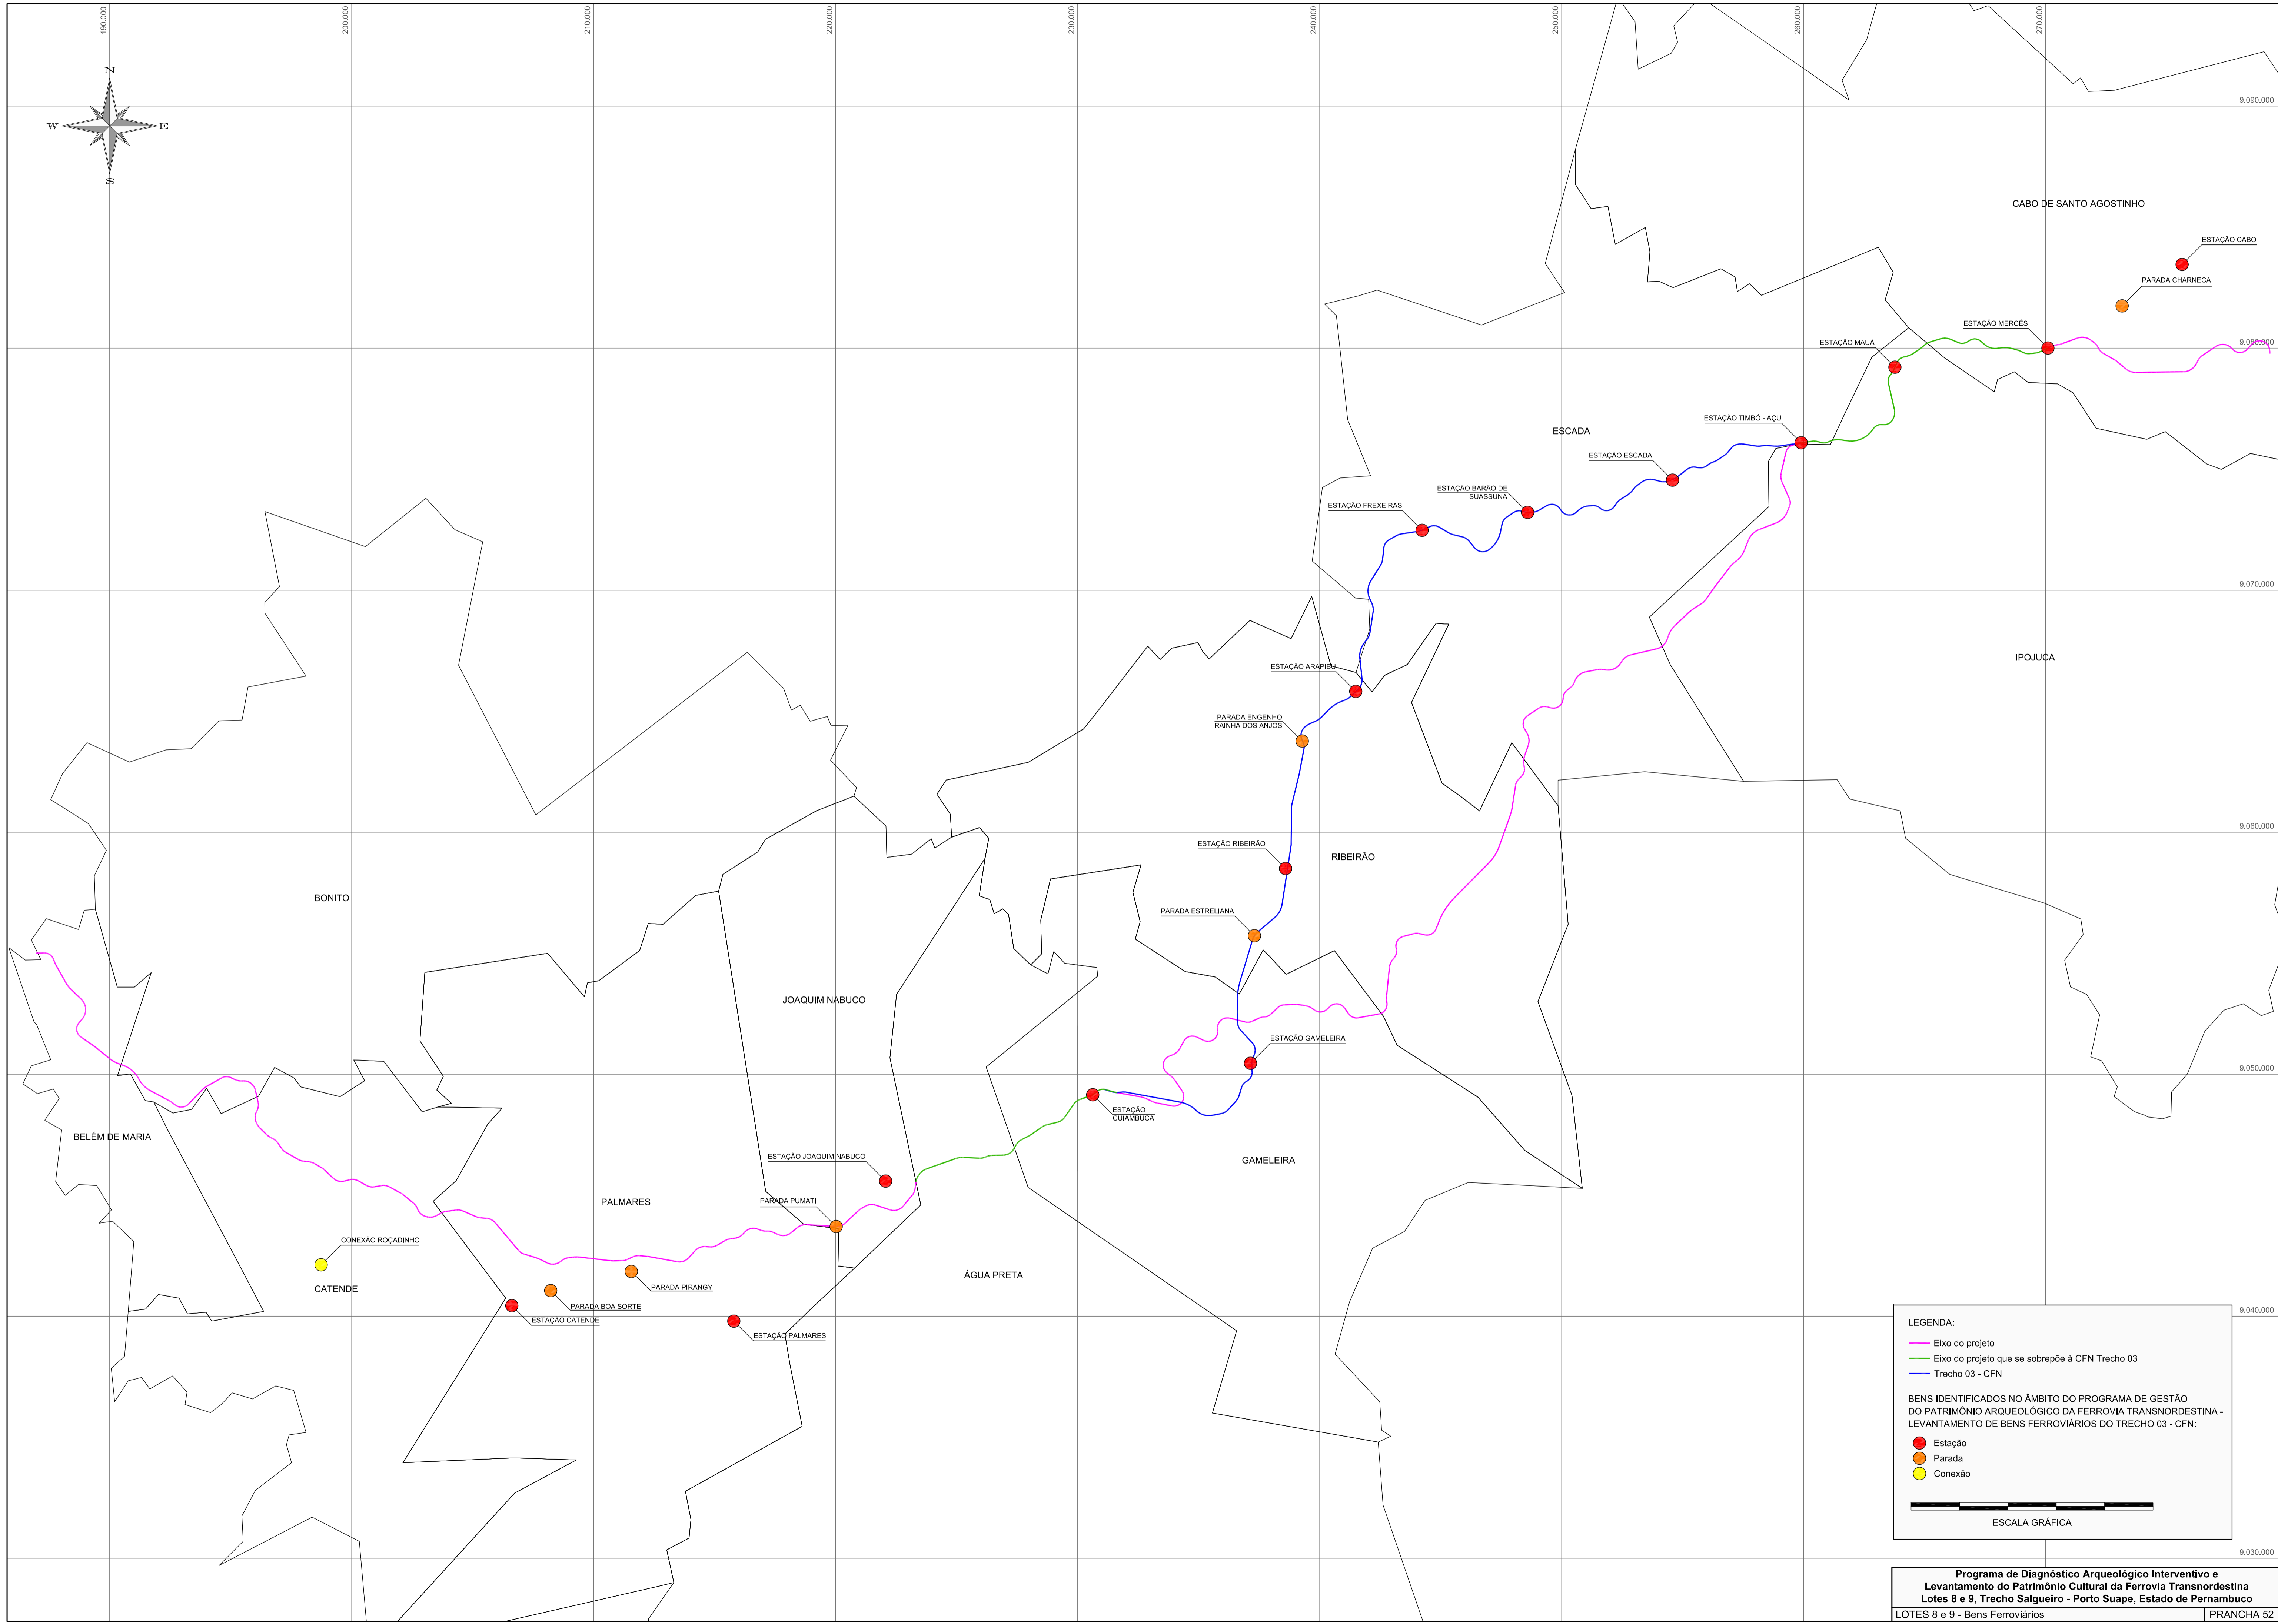 190.000
200.000
210.000
220.000
230.000
240.000
250.000
260.000
270.000
N
W
E
S
9.090.000
CABO DE SANTO AGOSTINHO
ESTAÇÃO CABO
PARADA CHARNECA
ESTAÇÃO MERCÊS
ESTAÇÃO MAUÁ
9.080.000
ESTAÇÃO TIMBÓ - AÇU
ESCADA
ESTAÇÃO ESCADA
ESTAÇÃO BARÃO DE
SUASSUNA
ESTAÇÃO FREXEIRAS
9.070.000
IPOJUCA
ESTAÇÃO ARAPIBU
PARADA ENGENHO
RAINHA DOS ANJOS
9.060.000
ESTAÇÃO RIBEIRÃO
RIBEIRÃO
BONITO
PARADA ESTRELIANA
JOAQUIM NABUCO
ESTAÇÃO GAMELEIRA
9.050.000
ESTAÇÃO
CUIAMBUCA
BELÉM DE MARIA
ESTAÇÃO JOAQUIM NABUCO
GAMELEIRA
PALMARES
PARADA PUMATI
CONEXÃO ROÇADINHO
ÁGUA PRETA
CATENDE
PARADA PIRANGY
PARADA BOA SORTE
ESTAÇÃO CATENDE
ESTAÇÃO PALMARES
9.040.000
LEGENDA:
Eixo do projeto
Eixo do projeto que se sobrepõe à CFN Trecho 03
Trecho 03 - CFN
BENS IDENTIFICADOS NO ÂMBITO DO PROGRAMA DE GESTÃO
DO PATRIMÔNIO ARQUEOLÓGICO DA FERROVIA TRANSNORDESTINA -
LEVANTAMENTO DE BENS FERROVIÁRIOS DO TRECHO 03 - CFN:
Estação
Parada
Conexão
ESCALA GRÁFICA
9.030.000
Programa de Diagnóstico Arqueológico Interventivo e
Levantamento do Patrimônio Cultural da Ferrovia Transnordestina
Lotes 8 e 9, Trecho Salgueiro - Porto Suape, Estado de Pernambuco
LOTES 8 e 9 - Bens Ferroviários
PRANCHA 52